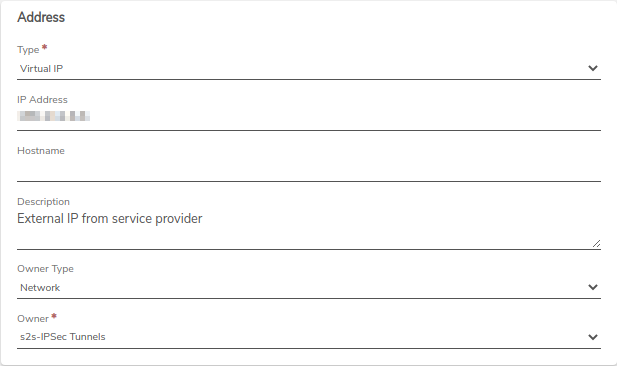 Address
Type *
Virtual IP
IP Address
Hostname
Description
External IP from service provider
Owner Type
Network
Owner *
s2s-IPSec Tunnels